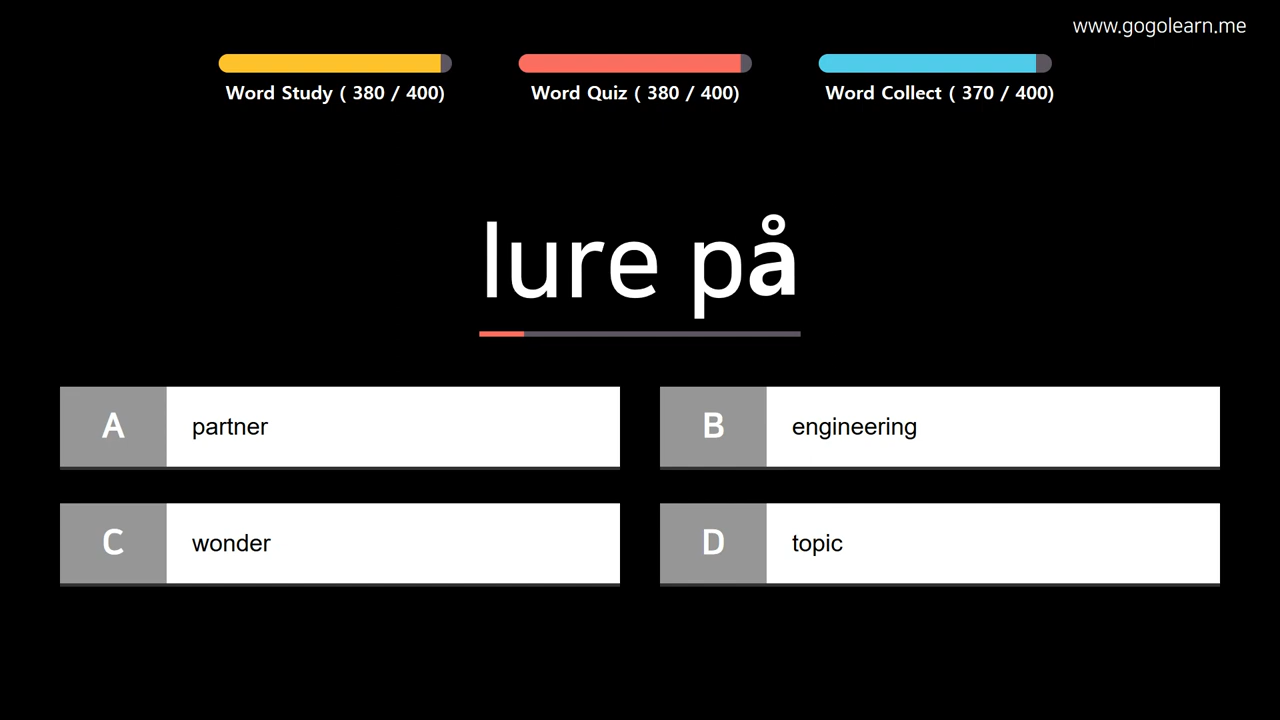 www.gogolearn.me
Word Study ( 380 / 400)
Word Quiz ( 380 / 400)
Word Collect ( 370 / 400)
lure på
A partner
B engineering
C wonder
D topic